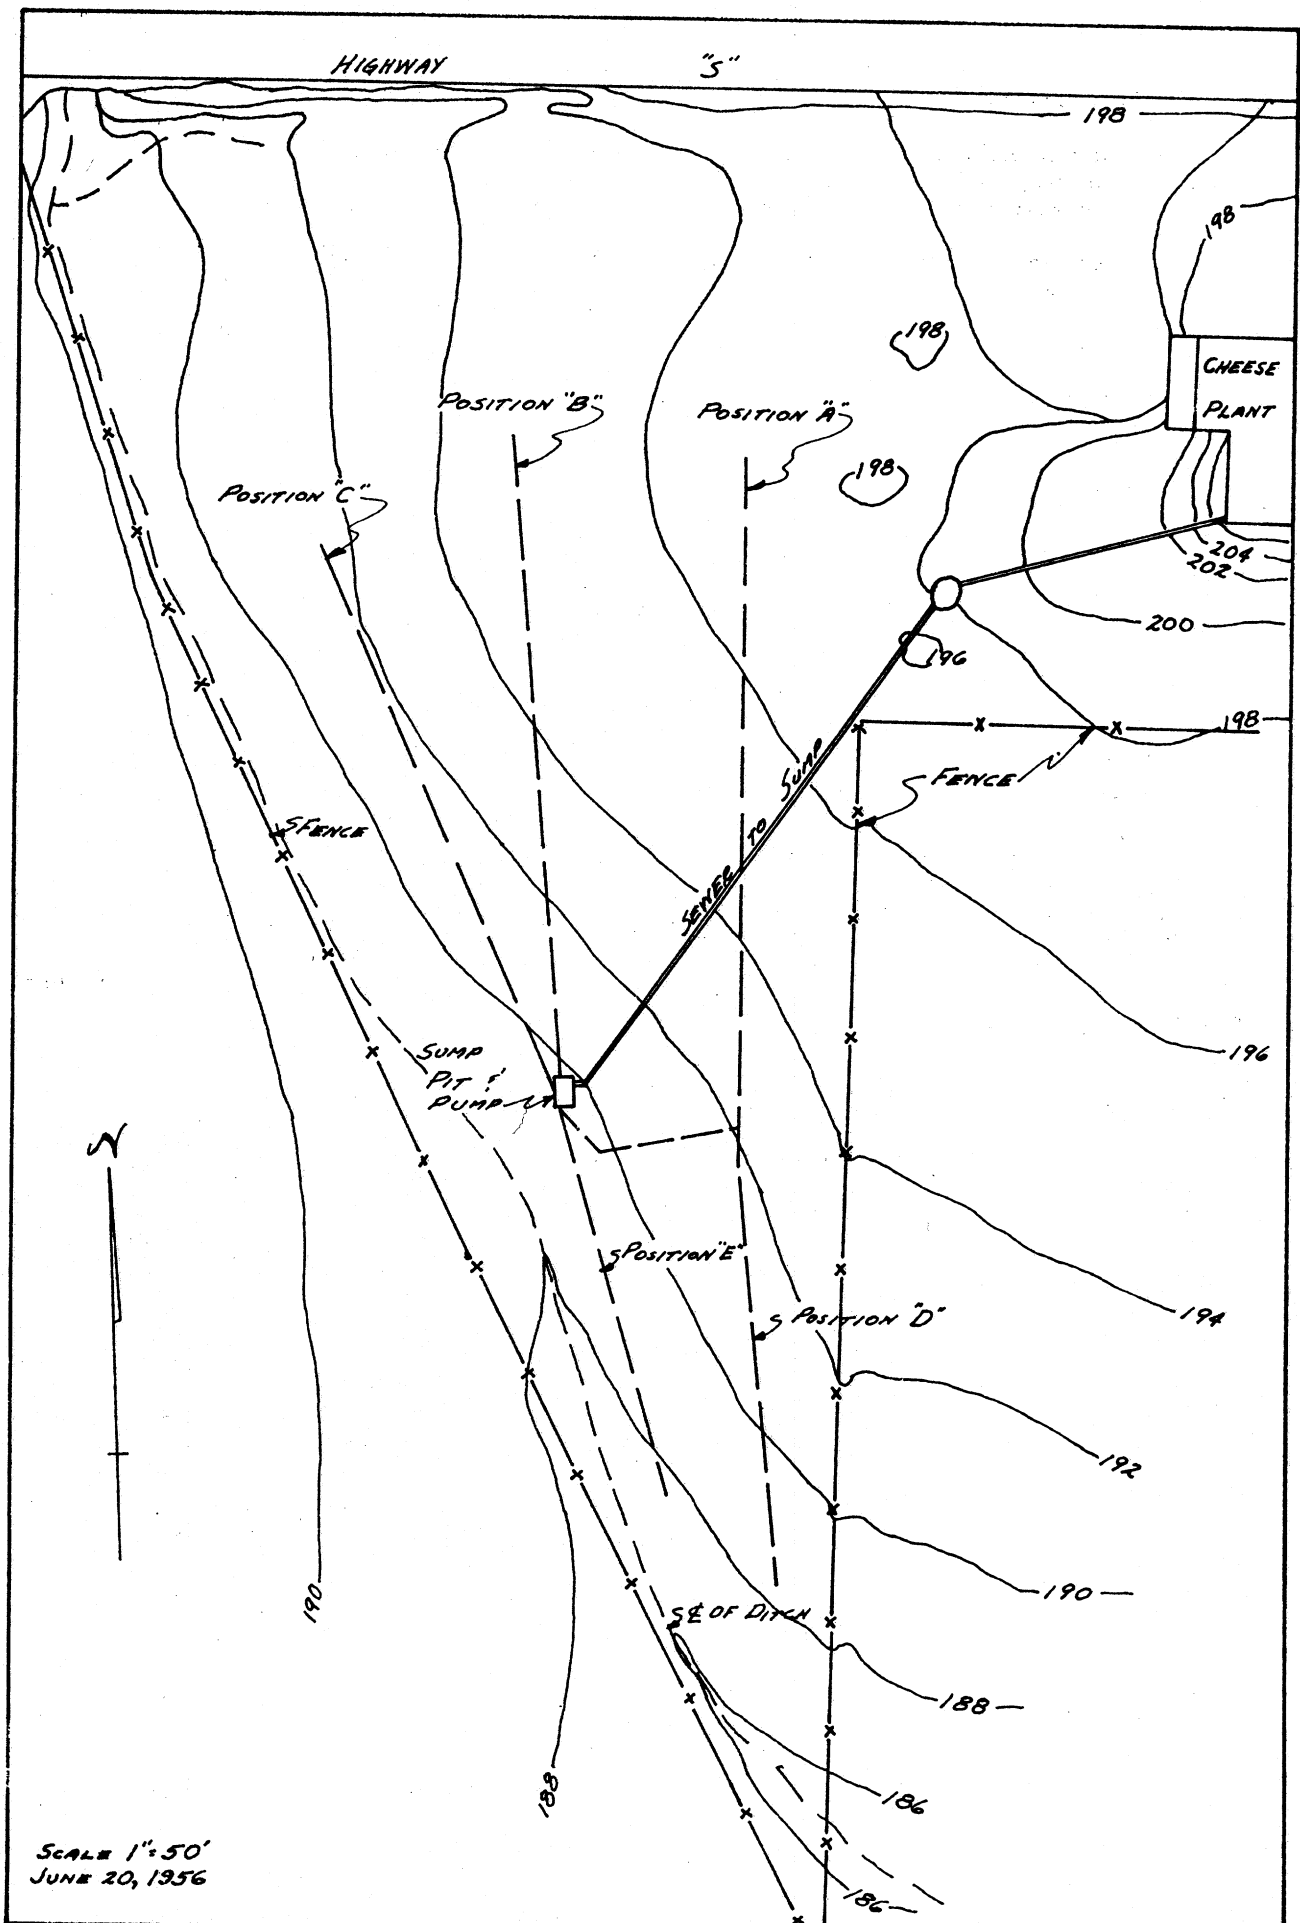 HIGHWAY "S"
198
198
198
CHEESE
PLANT
POSITION "B"
POSITION "A"
198
POSITION "C"
204
202
200
196
198
SUMP
FENCE
TO
FENCE
SEWER
SUMP
PIT &
PUMP
196
N
POSITION "E"
POSITION "D"
194
192
190
190
℄ OF DITCH
188
188
186
186
SCALE 1"=50'
JUNE 20, 1956